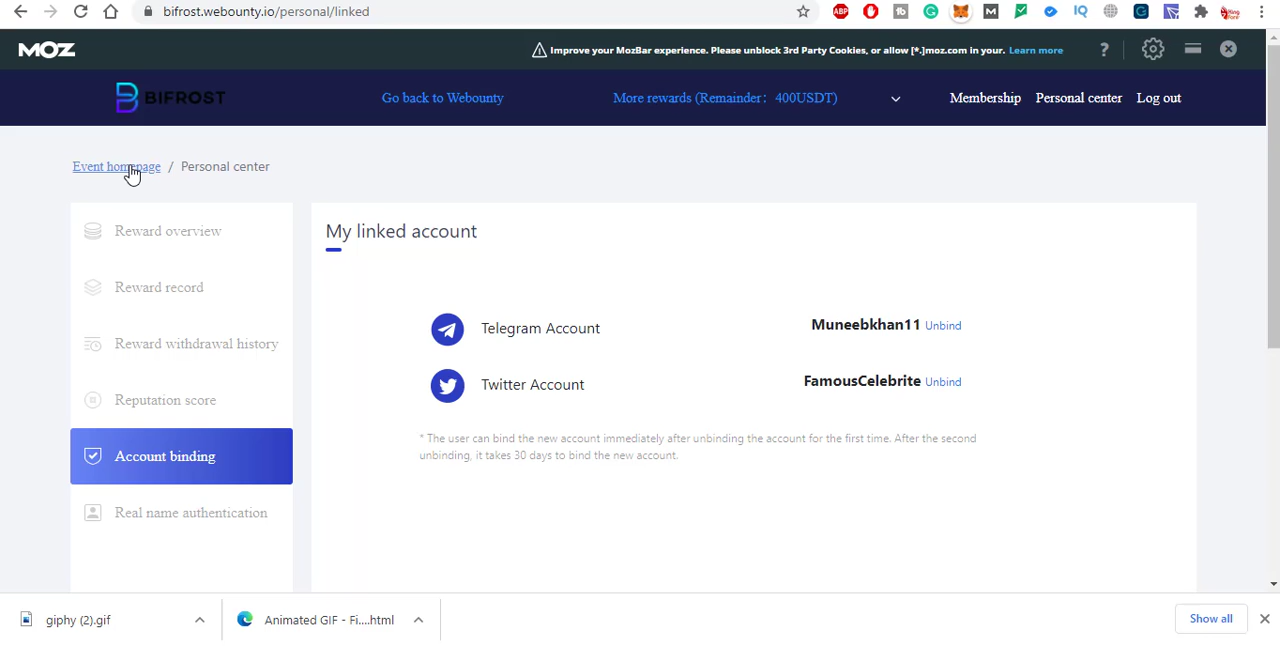 bifrost.webounty.io/personal/linked
MOZ
Improve your MozBar experience. Please unblock 3rd Party Cookies, or allow [*.]moz.com in your. Learn more
BIFROST
Go back to Webounty
More rewards (Remainder: 400USDT)
Membership
Personal center
Log out
Event homepage / Personal center
Reward overview
Reward record
Reward withdrawal history
Reputation score
Account binding
Real name authentication
My linked account
Telegram Account
Muneebkhan11 Unbind
Twitter Account
FamousCelebrite Unbind
* The user can bind the new account immediately after unbinding the account for the first time. After the second
unbinding, it takes 30 days to bind the new account.
giphy (2).gif
Animated GIF - Fi....html
Show all